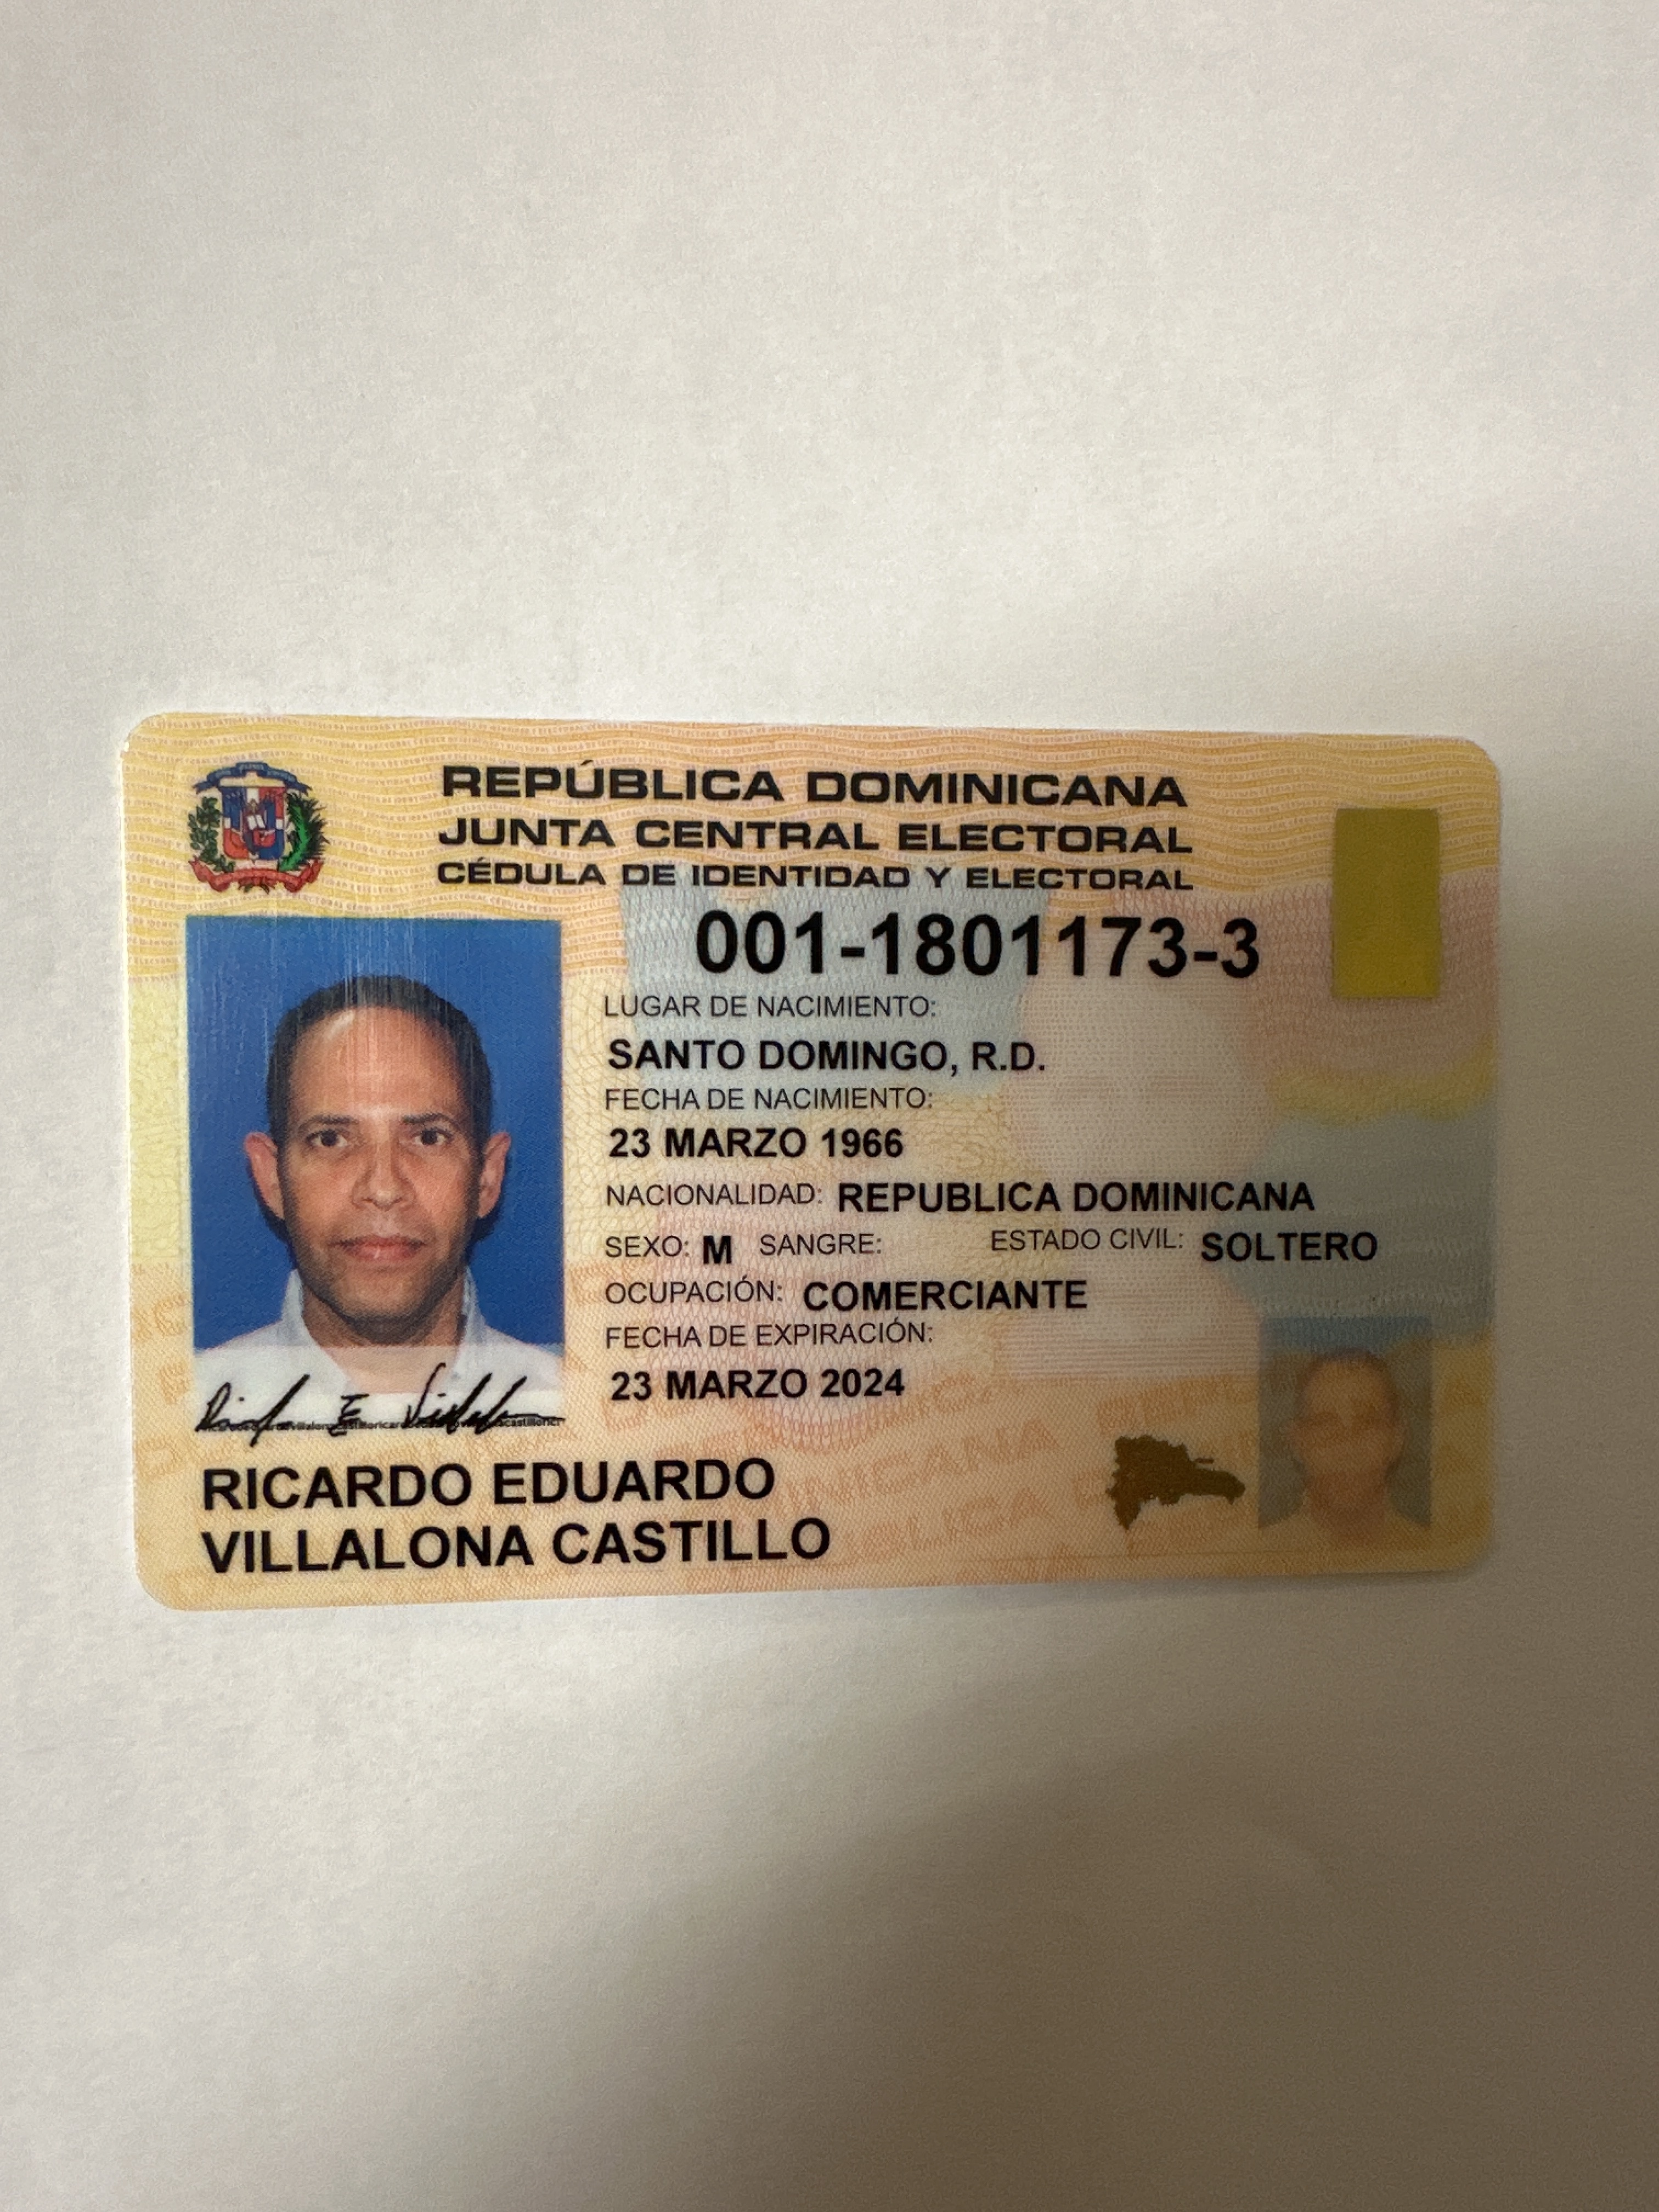 REPÚBLICA DOMINICANA
JUNTA CENTRAL ELECTORAL
CÉDULA DE IDENTIDAD Y ELECTORAL
001-1801173-3
LUGAR DE NACIMIENTO:
SANTO DOMINGO, R.D.
FECHA DE NACIMIENTO:
23 MARZO 1966
NACIONALIDAD: REPUBLICA DOMINICANA
SEXO: M SANGRE: ESTADO CIVIL: SOLTERO
OCUPACIÓN: COMERCIANTE
FECHA DE EXPIRACIÓN:
23 MARZO 2024
RICARDO EDUARDO
VILLALONA CASTILLO